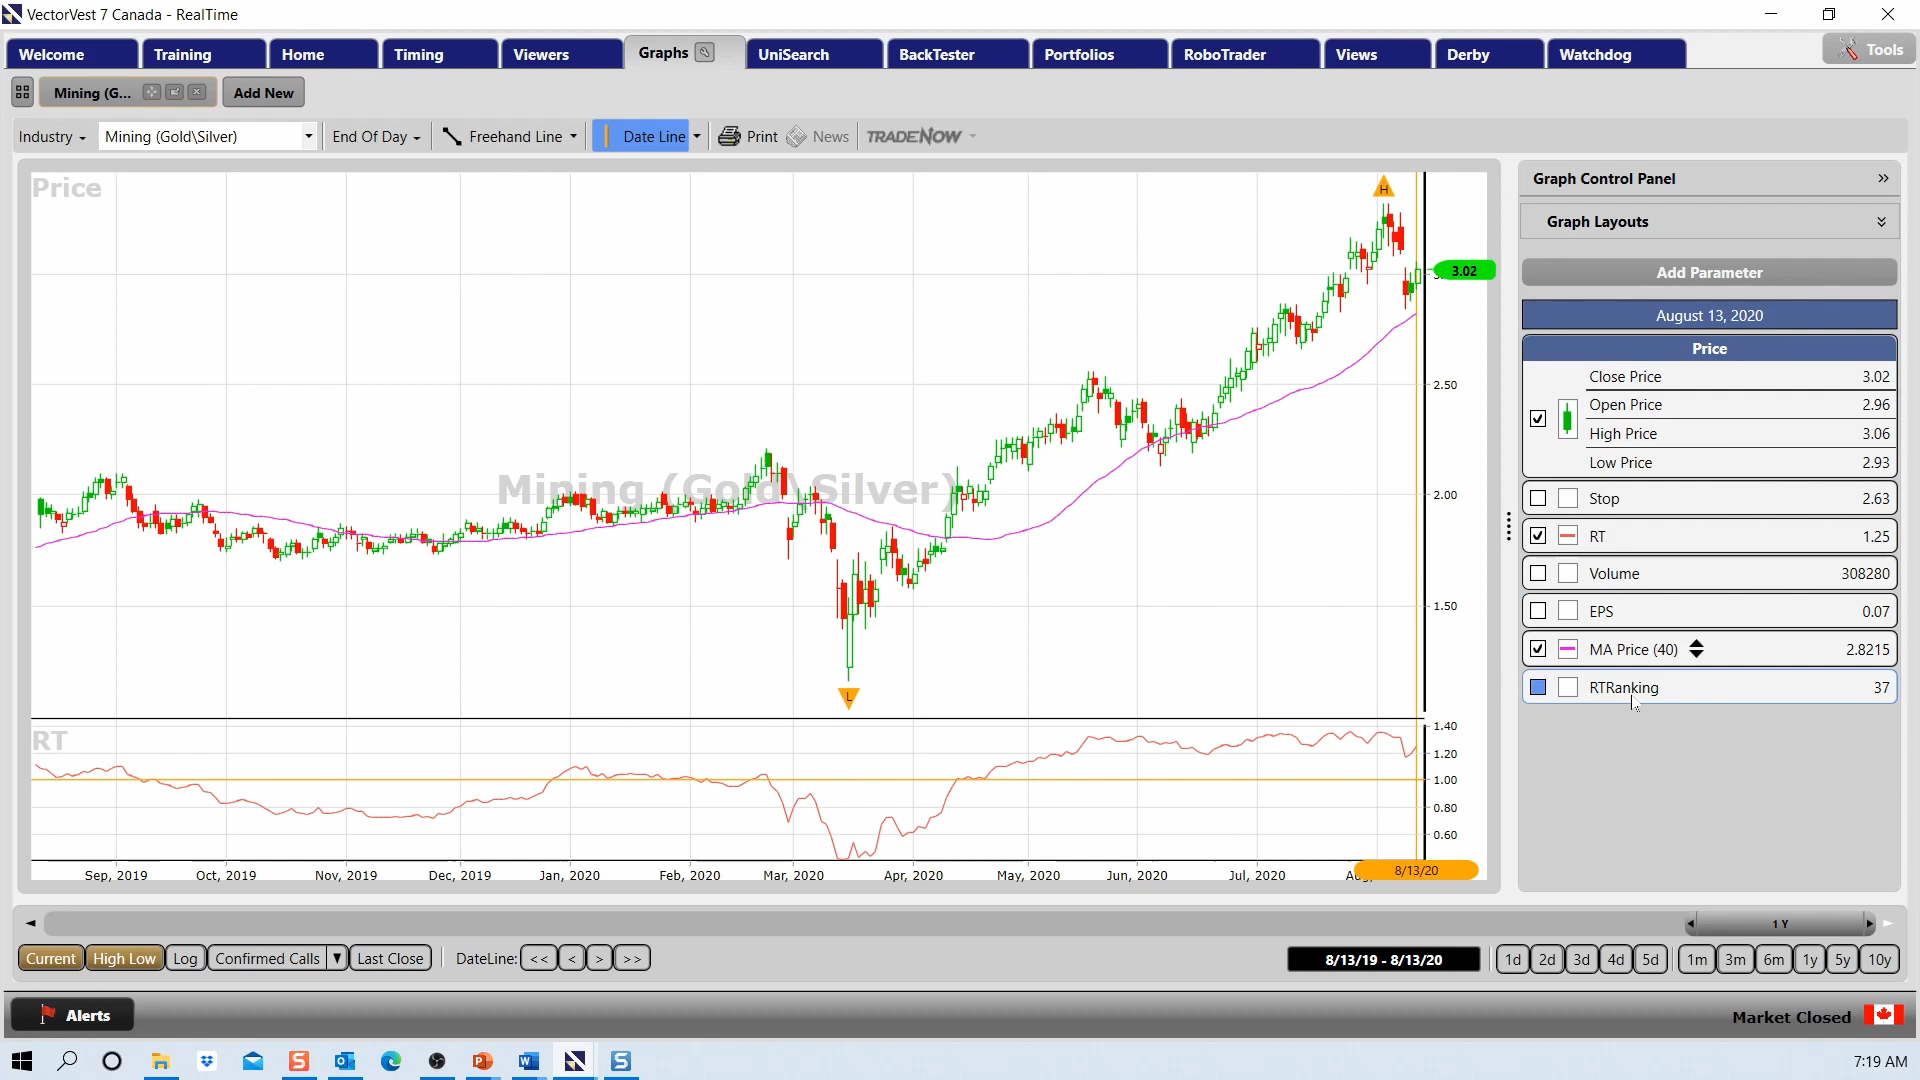 VectorVest 7 Canada - RealTime
Welcome Training Home Timing Viewers Graphs UniSearch BackTester Portfolios RoboTrader Views Derby Watchdog Tools
Mining (G... Add New
Industry Mining (Gold\Silver) End Of Day Freehand Line Date Line Print News TRADENOW
Price
Mining (Gold\Silver)
H
L
3.02
2.50
2.00
1.50
RT
1.40
1.20
1.00
0.80
0.60
Sep, 2019 Oct, 2019 Nov, 2019 Dec, 2019 Jan, 2020 Feb, 2020 Mar, 2020 Apr, 2020 May, 2020 Jun, 2020 Jul, 2020 8/13/20
Graph Control Panel
Graph Layouts
Add Parameter
August 13, 2020
Price
Close Price 3.02
Open Price 2.96
High Price 3.06
Low Price 2.93
Stop 2.63
RT 1.25
Volume 308280
EPS 0.07
MA Price (40) 2.8215
RTRanking 37
1 Y
Current High Low Log Confirmed Calls Last Close DateLine: << < > >> 8/13/19 - 8/13/20 1d 2d 3d 4d 5d 1m 3m 6m 1y 5y 10y
Alerts Market Closed
7:19 AM